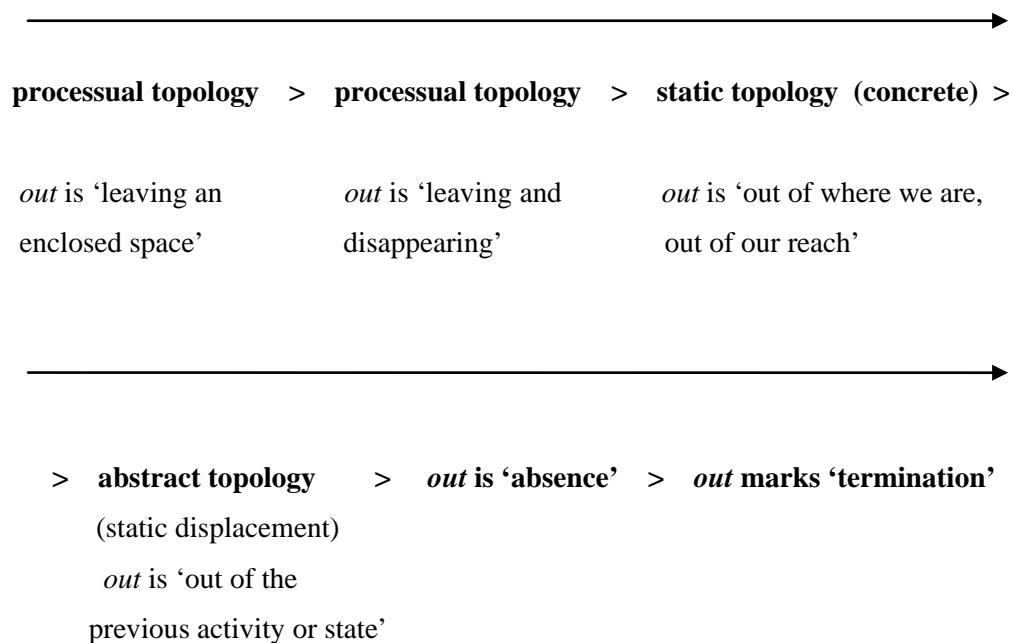 processual topology > processual topology > static topology (concrete) >
out is ‘leaving an out is ‘leaving and out is ‘out of where we are,
enclosed space’ disappearing’ out of our reach’
> abstract topology > out is ‘absence’ > out marks ‘termination’
(static displacement)
out is ‘out of the
previous activity or state’